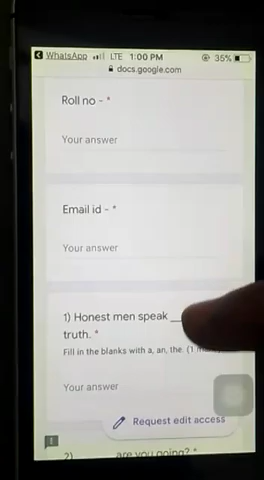 WhatsApp LTE 1:00 PM 35%
docs.google.com
Roll no - *
Your answer
Email id - *
Your answer
1) Honest men speak __
truth. *
Fill in the blanks with a, an, the. (1
Your answer
Request edit access
2) are you going? *